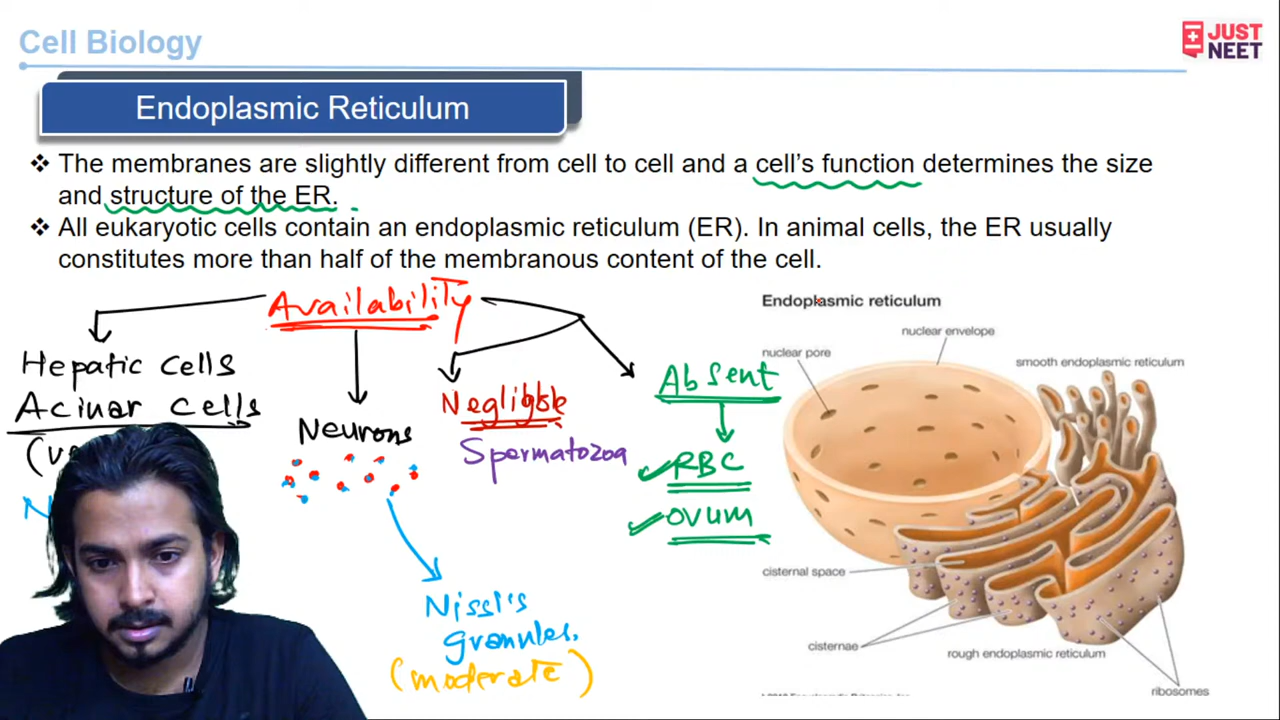 Cell Biology
JUST
NEET
Endoplasmic Reticulum
❖ The membranes are slightly different from cell to cell and a cell's function determines the size
and structure of the ER.
❖ All eukaryotic cells contain an endoplasmic reticulum (ER). In animal cells, the ER usually
constitutes more than half of the membranous content of the cell.
Availability
Hepatic cells
Acinar cells
Neurons
Negligible
Spermatozoa
Absent
RBC
ovum
Nissl's
granules.
(moderate)
Endoplasmic reticulum
nuclear envelope
nuclear pore
smooth endoplasmic reticulum
cisternal space
cisternae
rough endoplasmic reticulum
ribosomes